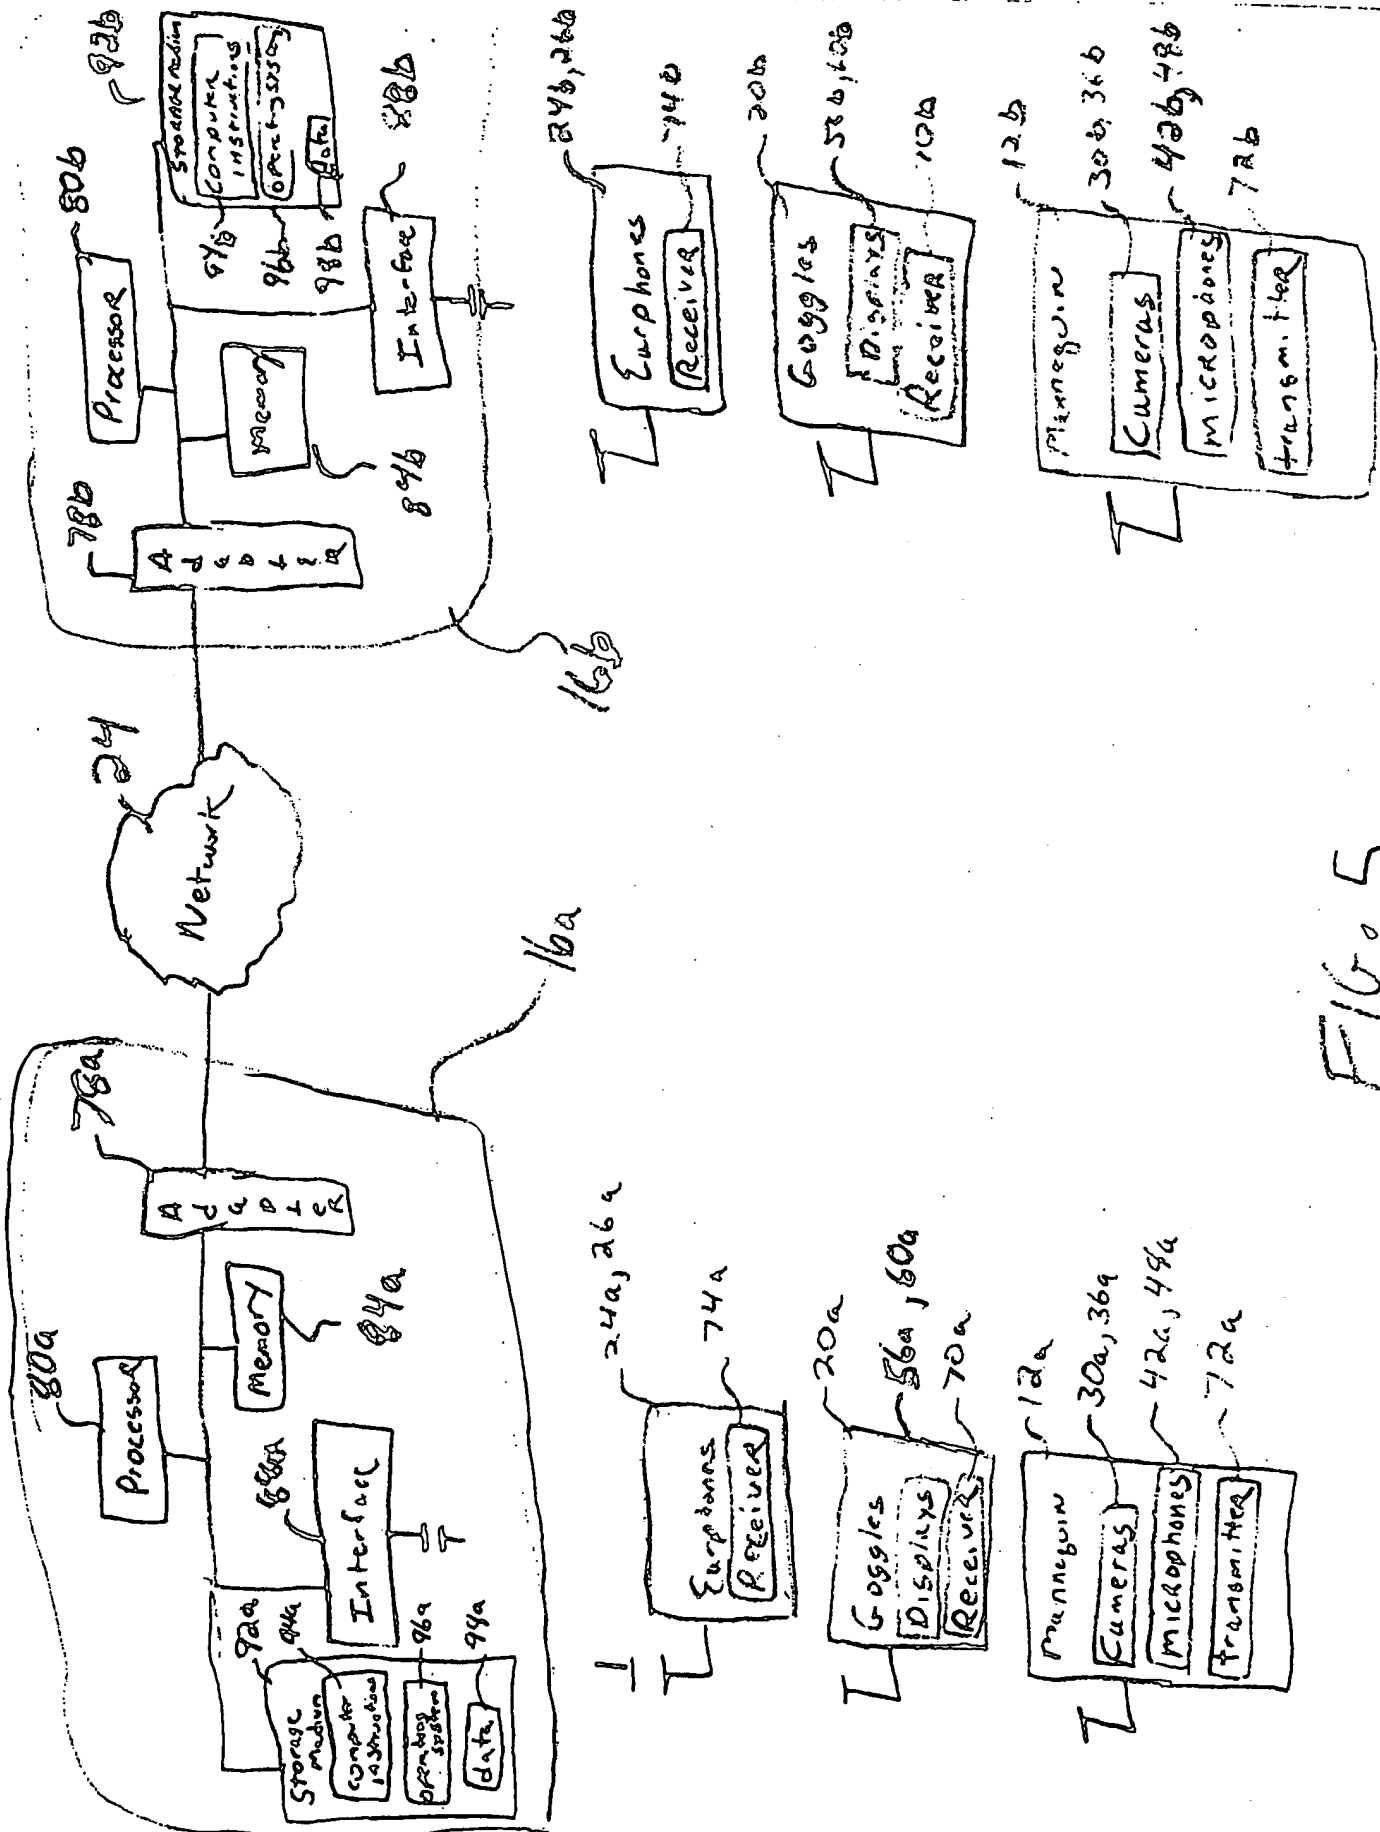 80a
Processor
78a
Adapter
Memory
84a
88a
Interface
92a
Storage Medium
94a
computer instructions
96a
operating system
98a
data
16a
24
Network
78b
Adapter
80b
Processor
Memory
84b
92b
Storage Medium
Computer
Instructions
operating system
96b
98b
Data
88b
Interface
16b
24a, 26a
Earphones
Receiver
74a
20a
Goggles
Displays
56a, 60a
Receiver
70a
12a
Mannequin
Cameras
30a, 36a
microphones
42a, 48a
transmitter
72a
24b, 26b
Earphones
Receiver
74b
20b
Goggles
Displays
56b, 60b
Receiver
12b
Mannequin
Cameras
30b, 36b
microphones
42b, 48b
transmitter
72b
FIG. 5